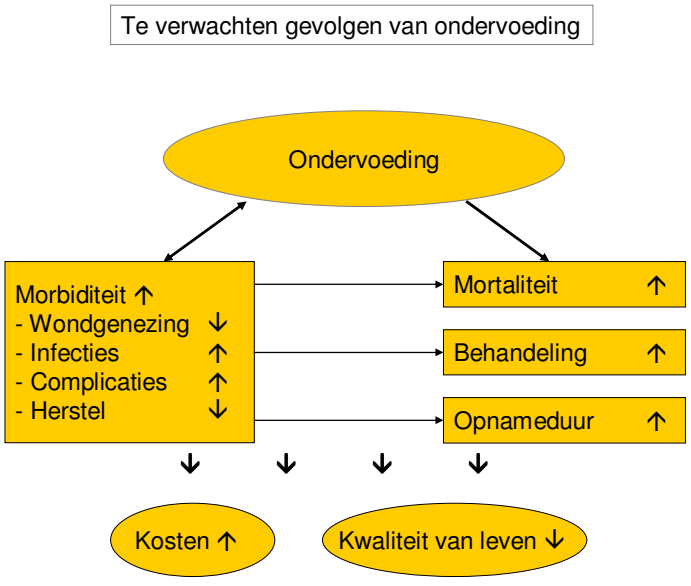 Te verwachten gevolgen van ondervoeding
Ondervoeding
Morbiditeit ↑
- Wondgenezing ↓
- Infecties ↑
- Complicaties ↑
- Herstel ↓
Mortaliteit ↑
Behandeling ↑
Opnameduur ↑
Kosten ↑
Kwaliteit van leven ↓